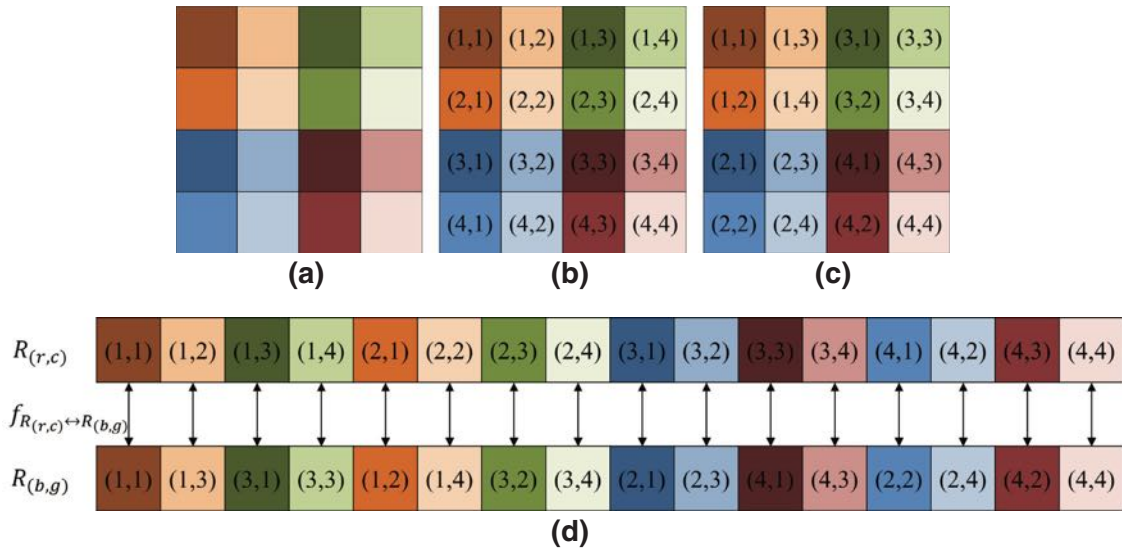 (1,1) (1,2) (1,3) (1,4) (1,1) (1,3) (3,1) (3,3)
(2,1) (2,2) (2,3) (2,4) (1,2) (1,4) (3,2) (3,4)
(3,1) (3,2) (3,3) (3,4) (2,1) (2,3) (4,1) (4,3)
(4,1) (4,2) (4,3) (4,4) (2,2) (2,4) (4,2) (4,4)
(a) (b) (c)
R(r,c) (1,1) (1,2) (1,3) (1,4) (2,1) (2,2) (2,3) (2,4) (3,1) (3,2) (3,3) (3,4) (4,1) (4,2) (4,3) (4,4)
fR(r,c)↔R(b,g)
R(b,g) (1,1) (1,3) (3,1) (3,3) (1,2) (1,4) (3,2) (3,4) (2,1) (2,3) (4,1) (4,3) (2,2) (2,4) (4,2) (4,4)
(d)